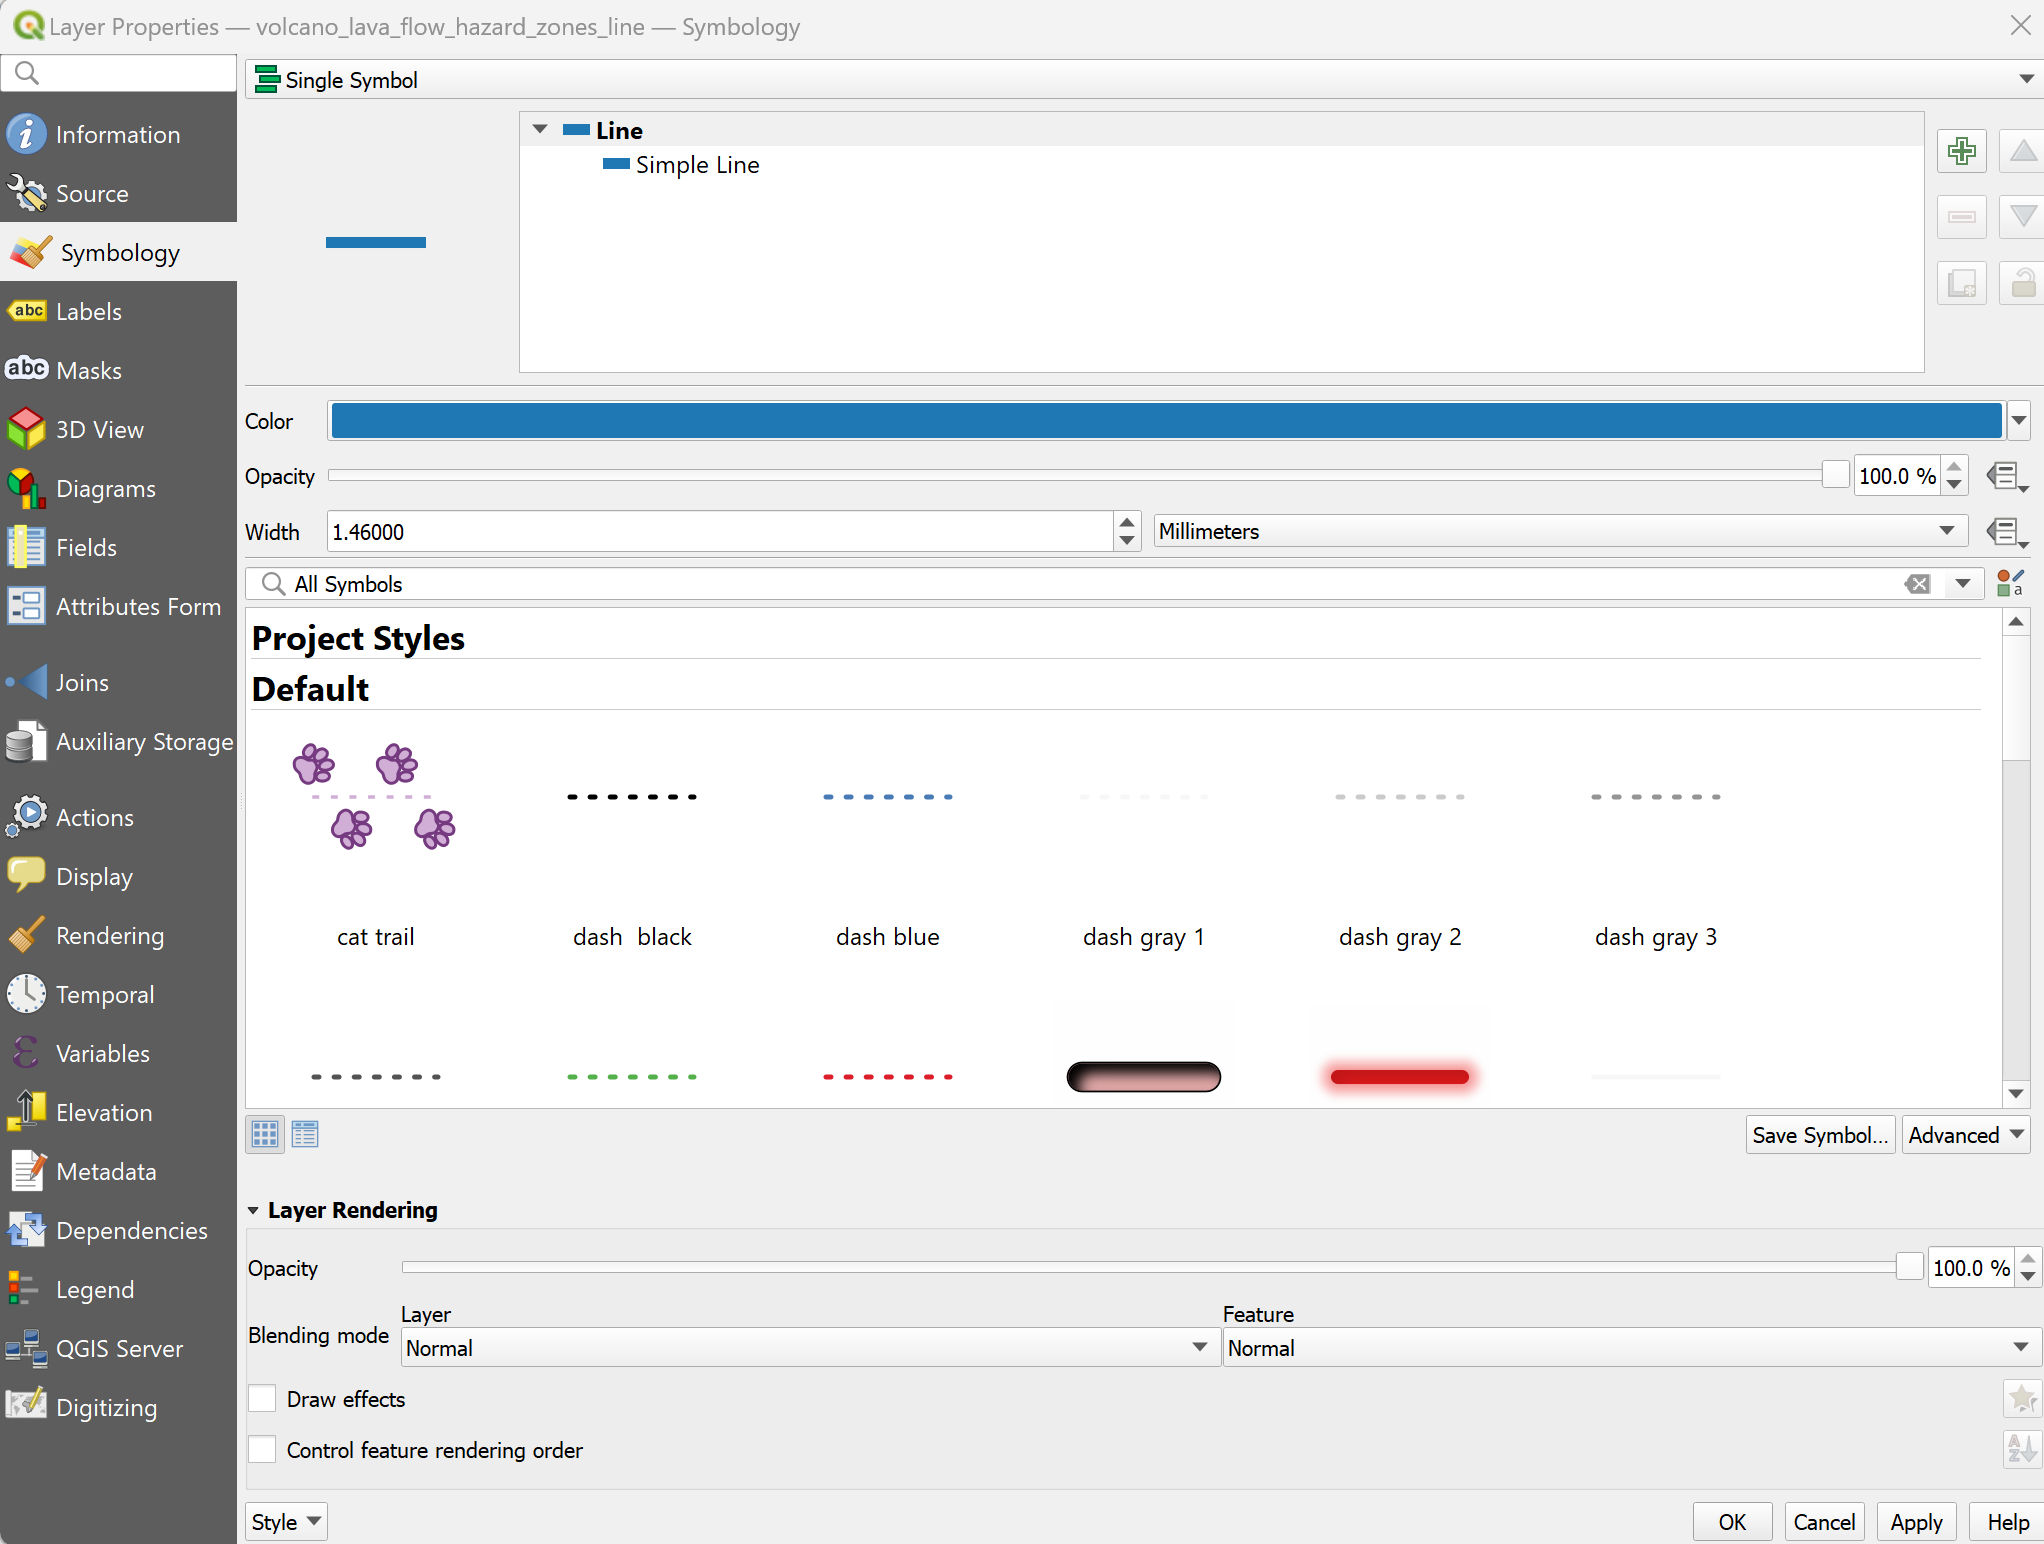 Layer Properties — volcano_lava_flow_hazard_zones_line — Symbology
Single Symbol
Information
Source
Symbology
Labels
Masks
3D View
Diagrams
Fields
Attributes Form
Joins
Auxiliary Storage
Actions
Display
Rendering
Temporal
Variables
Elevation
Metadata
Dependencies
Legend
QGIS Server
Digitizing
Line
Simple Line
Color
Opacity
100.0 %
Width
1.46000
Millimeters
All Symbols
Project Styles
Default
cat trail
dash  black
dash blue
dash gray 1
dash gray 2
dash gray 3
Save Symbol...
Advanced
Layer Rendering
Opacity
100.0 %
Layer
Feature
Blending mode
Normal
Normal
Draw effects
Control feature rendering order
Style
OK
Cancel
Apply
Help